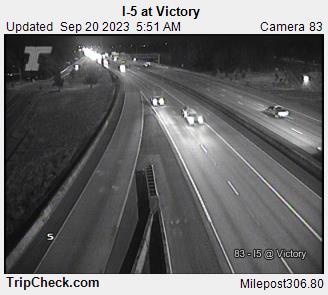 I-5 at Victory
Updated Sep 20 2023 5:51 AM Camera 83
T
S
83 - I5 @ Victory
TripCheck.com Milepost306.80